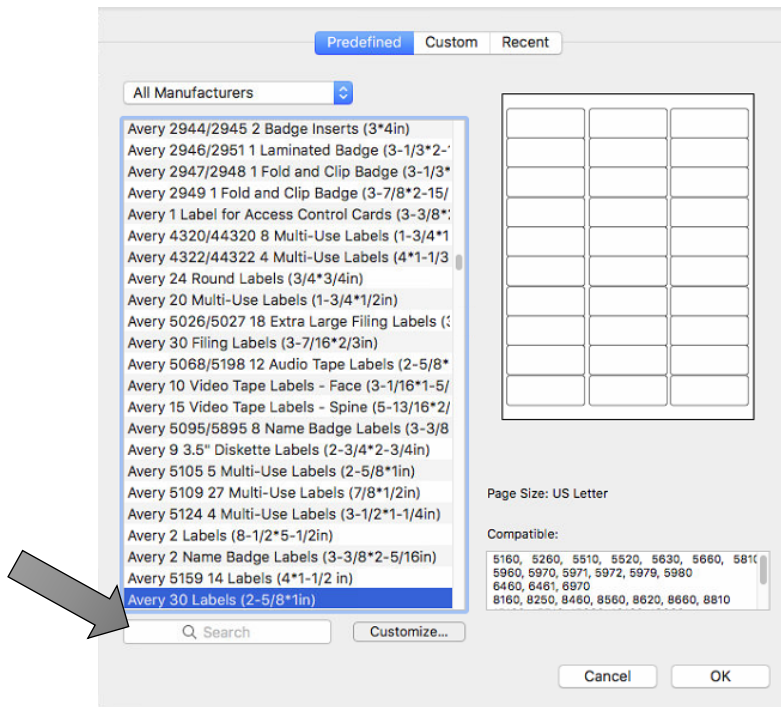 Predefined Custom Recent
All Manufacturers
Avery 2944/2945 2 Badge Inserts (3*4in)
Avery 2946/2951 1 Laminated Badge (3-1/3*2-
Avery 2947/2948 1 Fold and Clip Badge (3-1/3*
Avery 2949 1 Fold and Clip Badge (3-7/8*2-15/
Avery 1 Label for Access Control Cards (3-3/8*
Avery 4320/44320 8 Multi-Use Labels (1-3/4*1
Avery 4322/44322 4 Multi-Use Labels (4*1-1/3
Avery 24 Round Labels (3/4*3/4in)
Avery 20 Multi-Use Labels (1-3/4*1/2in)
Avery 5026/5027 18 Extra Large Filing Labels (
Avery 30 Filing Labels (3-7/16*2/3in)
Avery 5068/5198 12 Audio Tape Labels (2-5/8*
Avery 10 Video Tape Labels - Face (3-1/16*1-5/
Avery 15 Video Tape Labels - Spine (5-13/16*2/
Avery 5095/5895 8 Name Badge Labels (3-3/8
Avery 9 3.5" Diskette Labels (2-3/4*2-3/4in)
Avery 5105 5 Multi-Use Labels (2-5/8*1in)
Avery 5109 27 Multi-Use Labels (7/8*1/2in)
Avery 5124 4 Multi-Use Labels (3-1/2*1-1/4in)
Avery 2 Labels (8-1/2*5-1/2in)
Avery 2 Name Badge Labels (3-3/8*2-5/16in)
Avery 5159 14 Labels (4*1-1/2 in)
Avery 30 Labels (2-5/8*1in)
Search
Customize...
Page Size: US Letter
Compatible:
5160, 5260, 5510, 5520, 5630, 5660, 5810
5960, 5970, 5971, 5972, 5979, 5980
6460, 6461, 6970
8160, 8250, 8460, 8560, 8620, 8660, 8810
Cancel OK